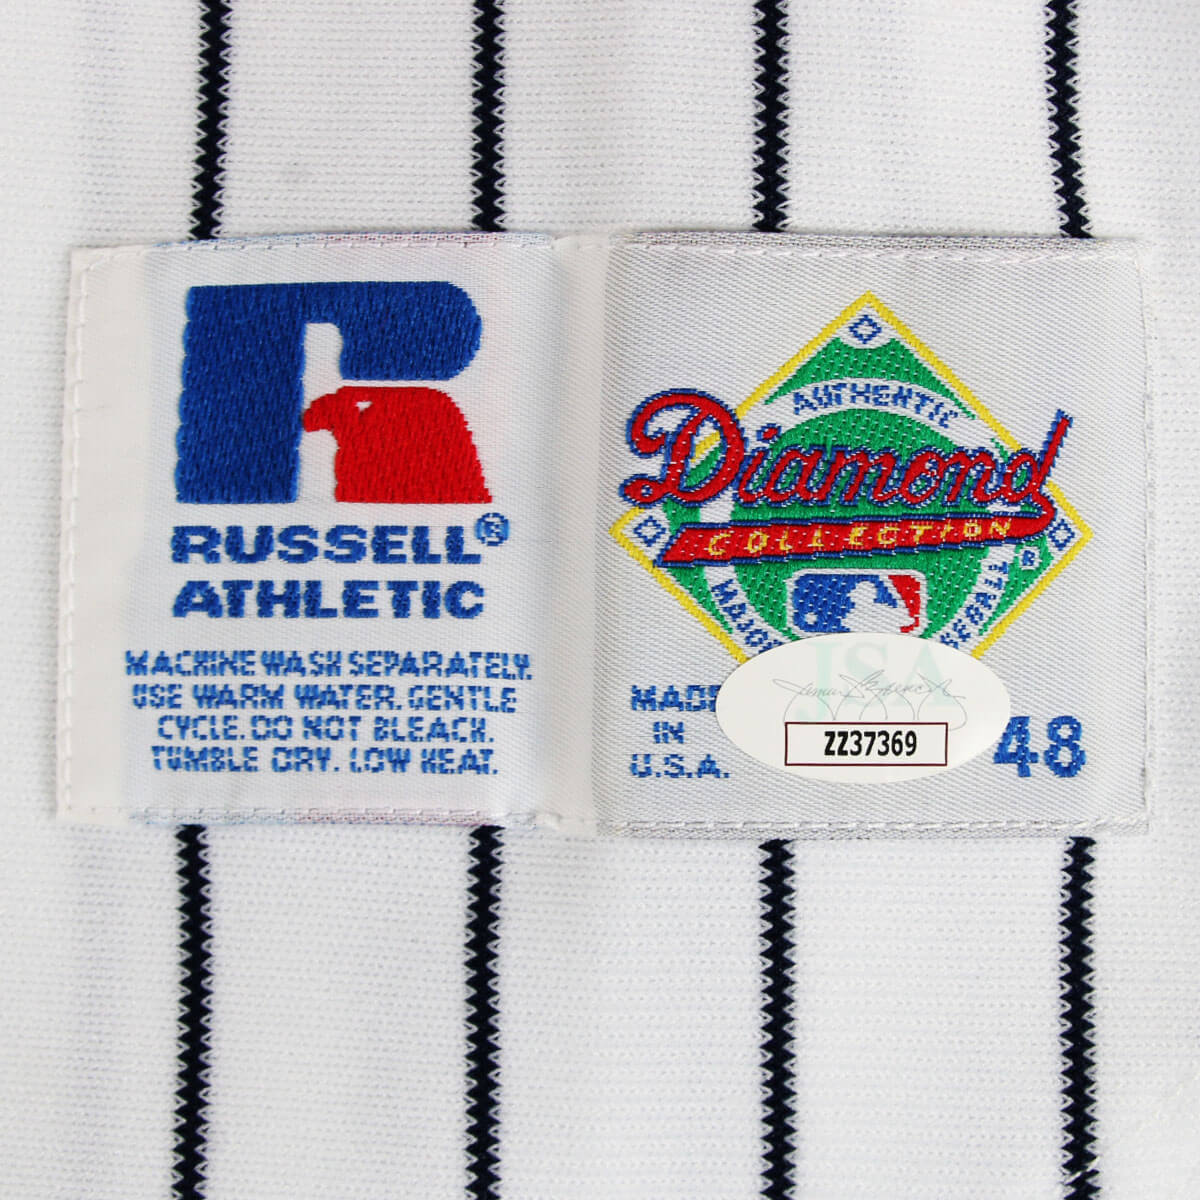 RUSSELL®
ATHLETIC
MACHINE WASH SEPARATELY.
USE WARM WATER. GENTLE
CYCLE. DO NOT BLEACH.
TUMBLE DRY. LOW HEAT.
AUTHENTIC
Diamond
COLLECTION
®
MADE
IN
U.S.A.
JSA
ZZ37369
48